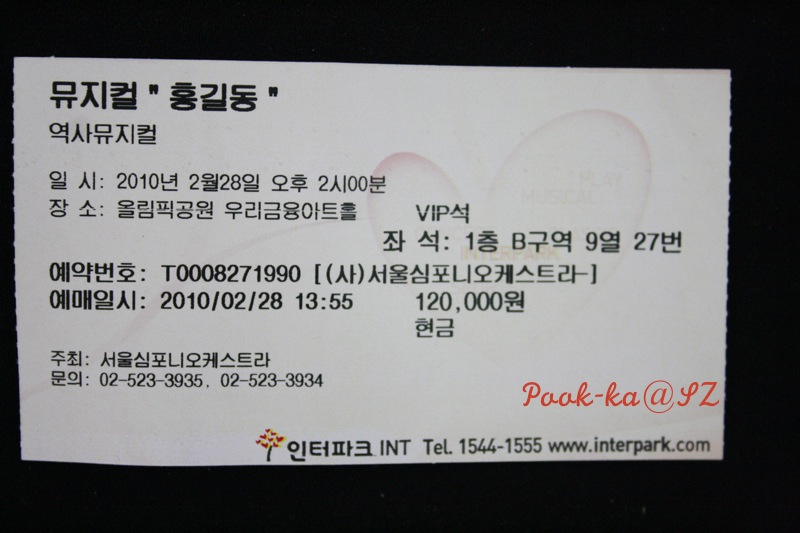 뮤지컬 " 홍길동 "
역사뮤지컬
일 시: 2010년 2월28일 오후 2시00분
장 소: 올림픽공원 우리금융아트홀
VIP석
좌 석: 1층 B구역 9열 27번
예약번호: T0008271990 [(사)서울심포니오케스트라-]
예매일시: 2010/02/28 13:55
120,000원
현금
주최: 서울심포니오케스트라
문의: 02-523-3935, 02-523-3934
Pook-ka@SZ
인터파크 INT Tel. 1544-1555 www.interpark.com
MUSICAL
INTERPARK